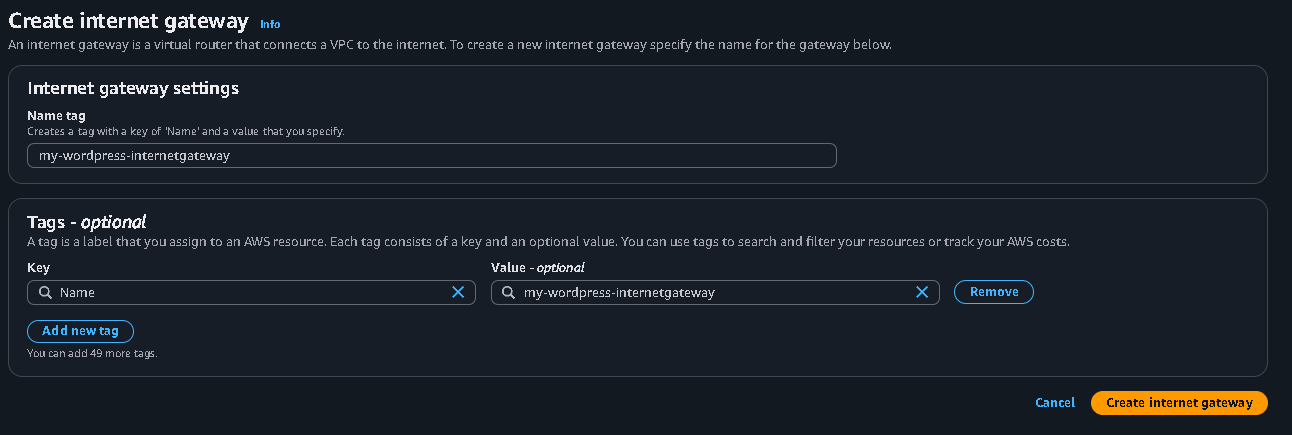 Create internet gateway Info
An internet gateway is a virtual router that connects a VPC to the internet. To create a new internet gateway specify the name for the gateway below.
Internet gateway settings
Name tag
Creates a tag with a key of 'Name' and a value that you specify.
my-wordpress-internetgateway
Tags - optional
A tag is a label that you assign to an AWS resource. Each tag consists of a key and an optional value. You can use tags to search and filter your resources or track your AWS costs.
Key Value - optional
Name my-wordpress-internetgateway Remove
Add new tag
You can add 49 more tags.
Cancel Create internet gateway